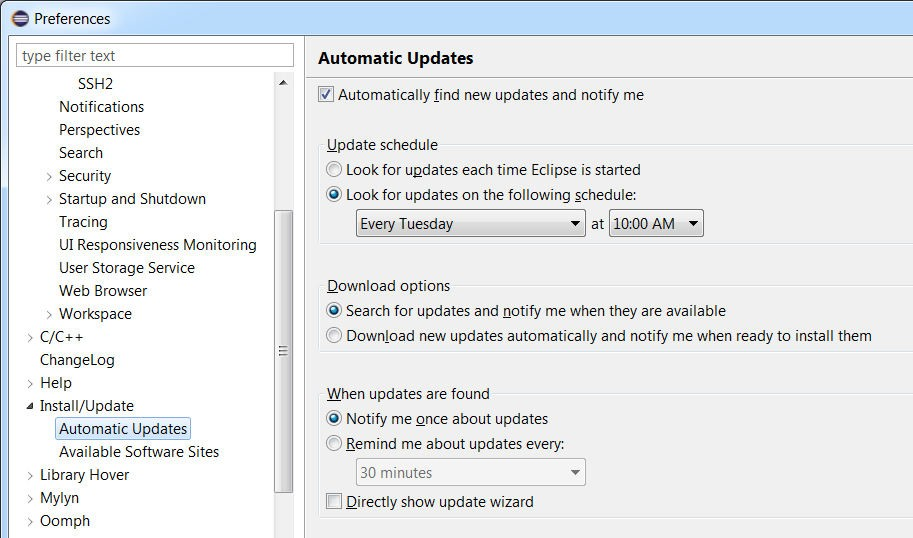 Preferences
type filter text
SSH2
Notifications
Perspectives
Search
Security
Startup and Shutdown
Tracing
UI Responsiveness Monitoring
User Storage Service
Web Browser
Workspace
C/C++
ChangeLog
Help
Install/Update
Automatic Updates
Available Software Sites
Library Hover
Mylyn
Oomph
Automatic Updates
Automatically find new updates and notify me
Update schedule
Look for updates each time Eclipse is started
Look for updates on the following schedule:
Every Tuesday at 10:00 AM
Download options
Search for updates and notify me when they are available
Download new updates automatically and notify me when ready to install them
When updates are found
Notify me once about updates
Remind me about updates every:
30 minutes
Directly show update wizard